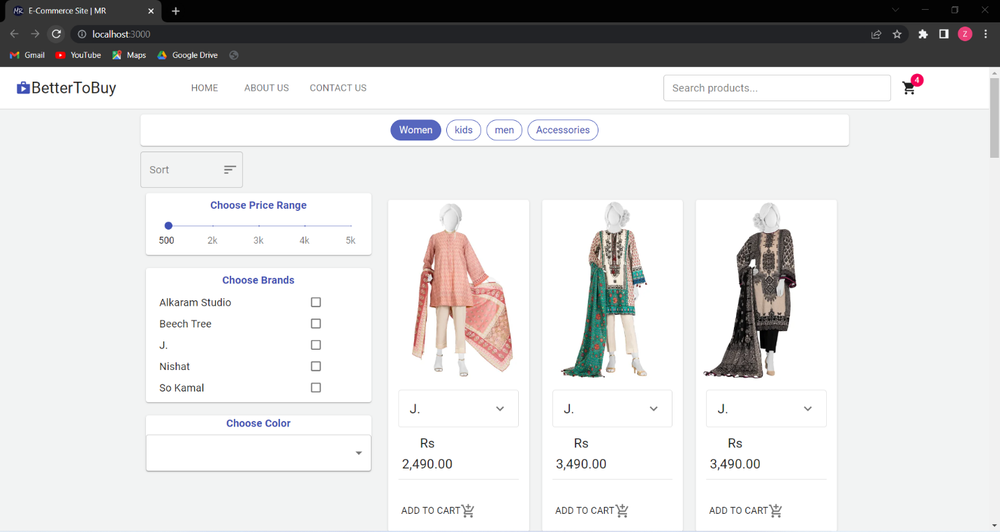 MR E-Commerce Site | MR
localhost:3000
Z
Gmail YouTube Maps Google Drive
BetterToBuy HOME ABOUT US CONTACT US Search products... 4
Women kids men Accessories
Sort
Choose Price Range
500 2k 3k 4k 5k
Choose Brands
Alkaram Studio
Beech Tree
J.
Nishat
So Kamal
Choose Color
J. J. J.
Rs Rs Rs
2,490.00 3,490.00 3,490.00
ADD TO CART ADD TO CART ADD TO CART